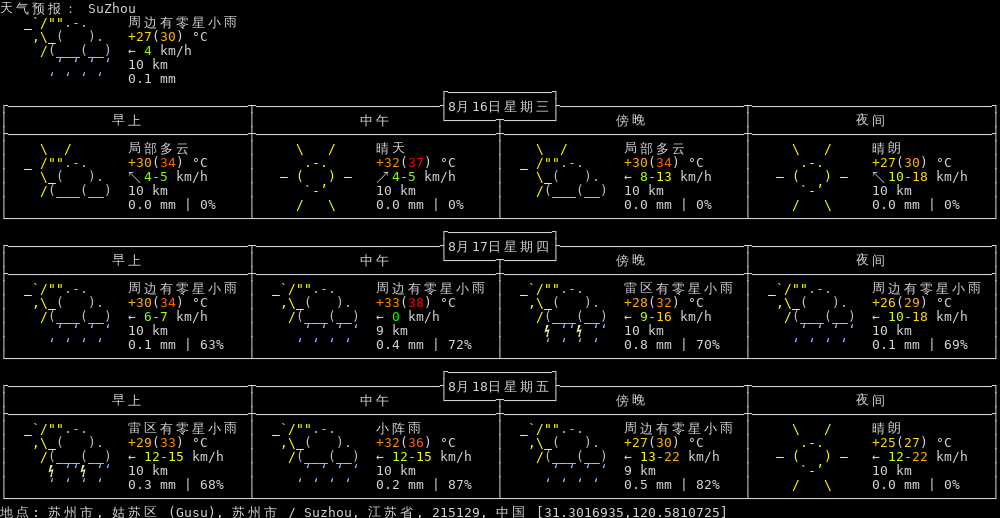 天气预报: SuZhou
周边有零星小雨
+27(30) °C
← 4 km/h
10 km
0.1 mm
8月16日星期三
早上 中午 傍晚 夜间
局部多云 晴天 局部多云 晴朗
+30(34) °C +32(37) °C +30(34) °C +27(30) °C
↖ 4-5 km/h ↗ 4-5 km/h ← 8-13 km/h ↖ 10-18 km/h
10 km 10 km 10 km 10 km
0.0 mm | 0% 0.0 mm | 0% 0.0 mm | 0% 0.0 mm | 0%
8月17日星期四
早上 中午 傍晚 夜间
周边有零星小雨 周边有零星小雨 雷区有零星小雨 周边有零星小雨
+30(34) °C +33(38) °C +28(32) °C +26(29) °C
← 6-7 km/h ← 0 km/h ← 9-16 km/h ← 10-18 km/h
10 km 9 km 10 km 10 km
0.1 mm | 63% 0.4 mm | 72% 0.8 mm | 70% 0.1 mm | 69%
8月18日星期五
早上 中午 傍晚 夜间
雷区有零星小雨 小阵雨 周边有零星小雨 晴朗
+29(33) °C +32(36) °C +27(30) °C +25(27) °C
← 12-15 km/h ← 12-15 km/h ← 13-22 km/h ← 12-22 km/h
10 km 10 km 9 km 10 km
0.3 mm | 68% 0.2 mm | 87% 0.5 mm | 82% 0.0 mm | 0%
地点: 苏州市, 姑苏区 (Gusu), 苏州市 / Suzhou, 江苏省, 215129, 中国 [31.3016935,120.5810725]